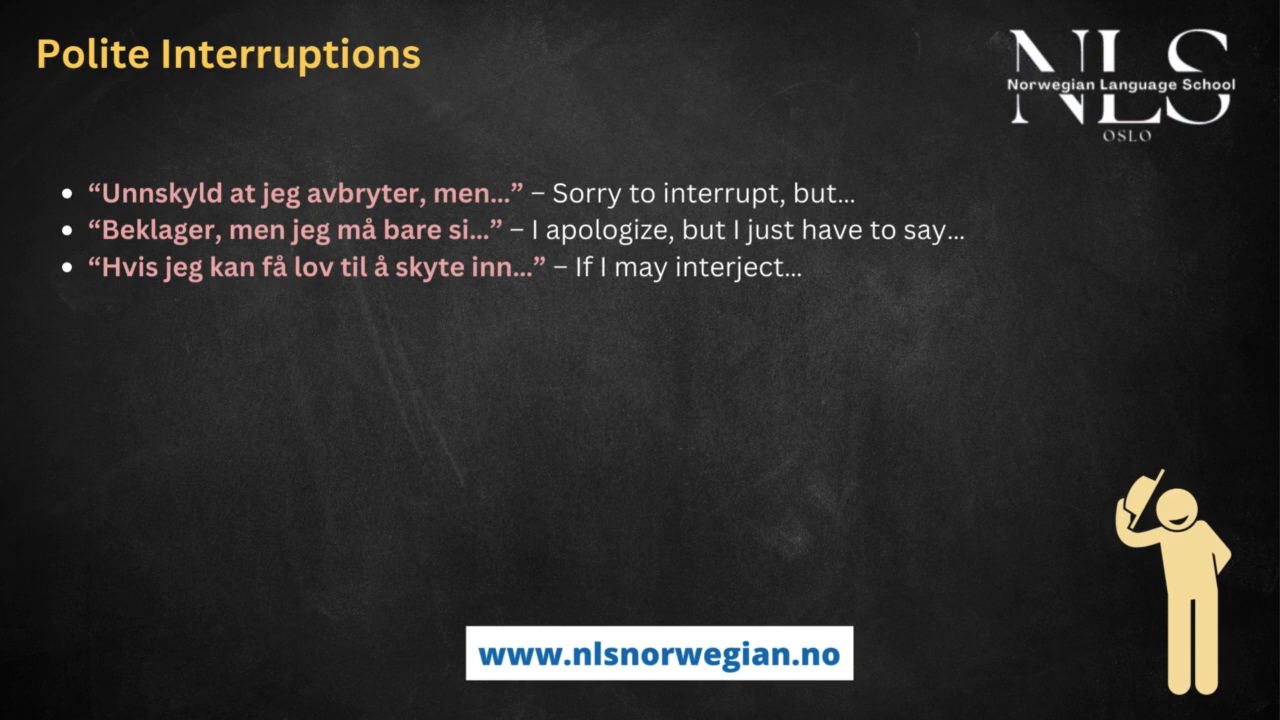 Polite Interruptions
NLS
Norwegian Language School
OSLO
• “Unnskyld at jeg avbryter, men...” – Sorry to interrupt, but...
• “Beklager, men jeg må bare si...” – I apologize, but I just have to say...
• “Hvis jeg kan få lov til å skyte inn...” – If I may interject...
www.nlsnorwegian.no